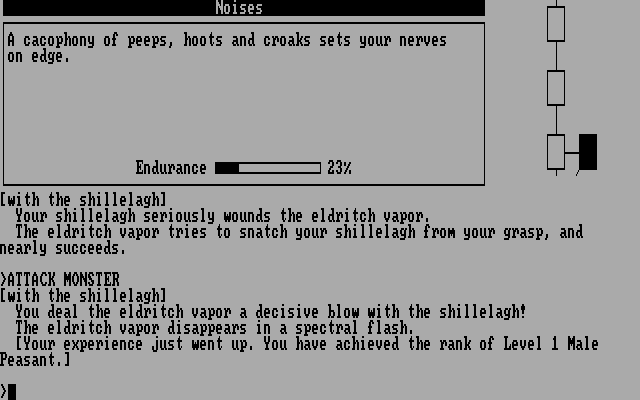 Noises
A cacophony of peeps, hoots and croaks sets your nerves
on edge.
Endurance 23%
[with the shillelagh]
Your shillelagh seriously wounds the eldritch vapor.
The eldritch vapor tries to snatch your shillelagh from your grasp, and
nearly succeeds.
>ATTACK MONSTER
[with the shillelagh]
You deal the eldritch vapor a decisive blow with the shillelagh!
The eldritch vapor disappears in a spectral flash.
[Your experience just went up. You have achieved the rank of Level 1 Male
Peasant.]
>